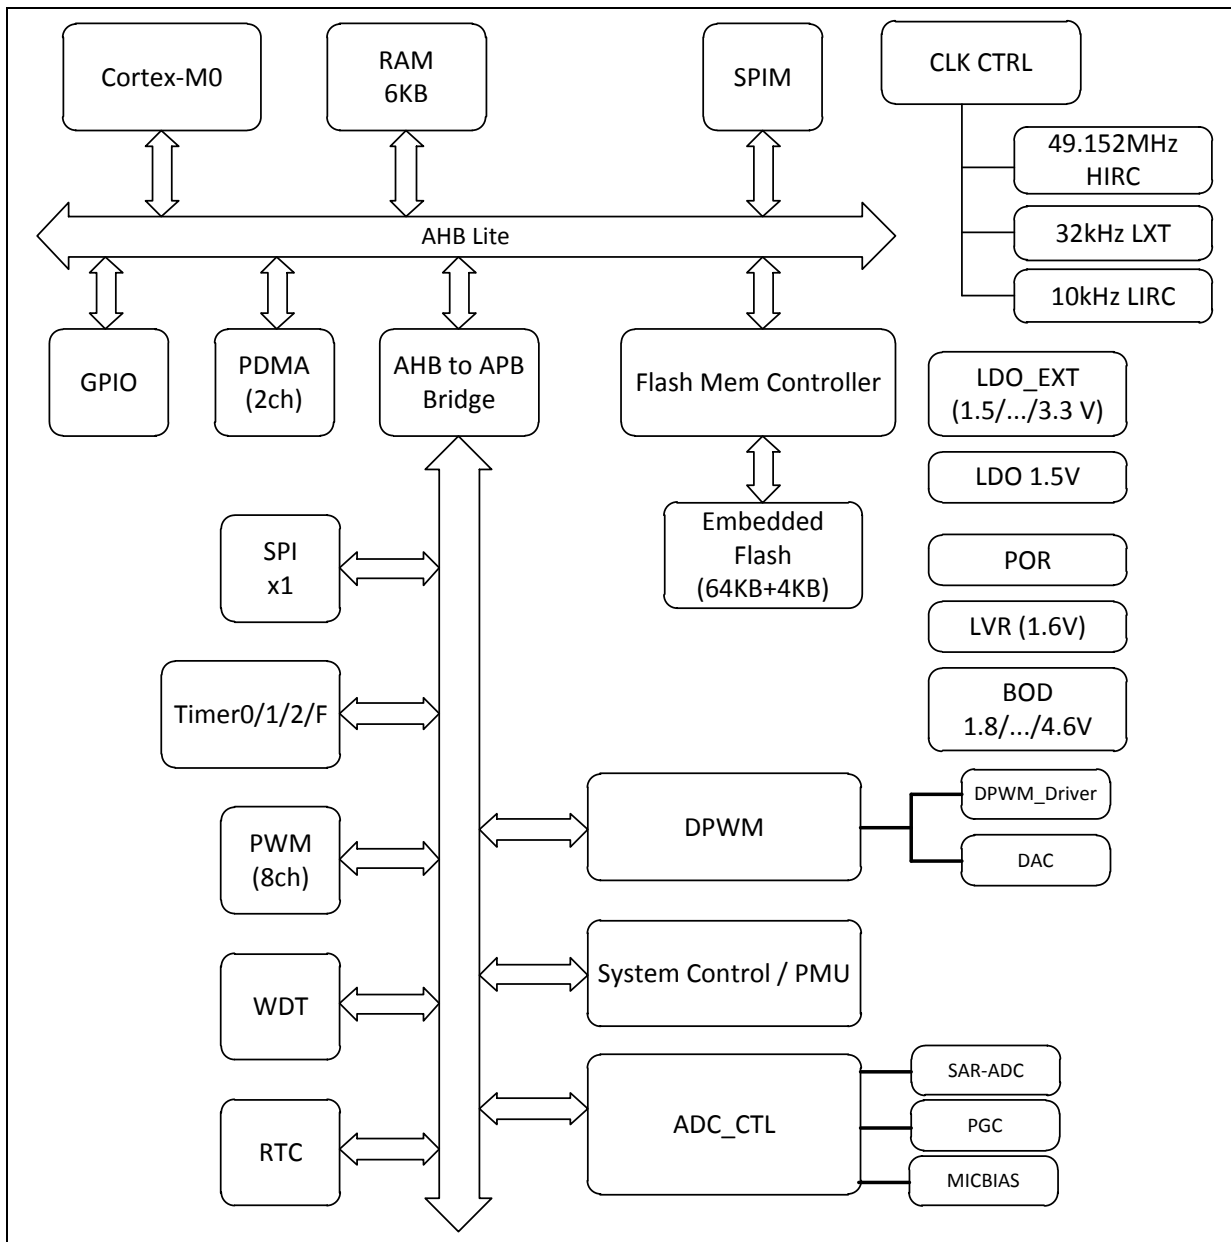 Cortex-M0
RAM
6KB
SPIM
CLK CTRL
49.152MHz
HIRC
32kHz LXT
10kHz LIRC
AHB Lite
GPIO
PDMA
(2ch)
AHB to APB
Bridge
Flash Mem Controller
LDO_EXT
(1.5/.../3.3 V)
LDO 1.5V
Embedded
Flash
(64KB+4KB)
SPI
x1
POR
LVR (1.6V)
Timer0/1/2/F
BOD
1.8/.../4.6V
PWM
(8ch)
DPWM
DPWM_Driver
DAC
WDT
System Control / PMU
RTC
ADC_CTL
SAR-ADC
PGC
MICBIAS